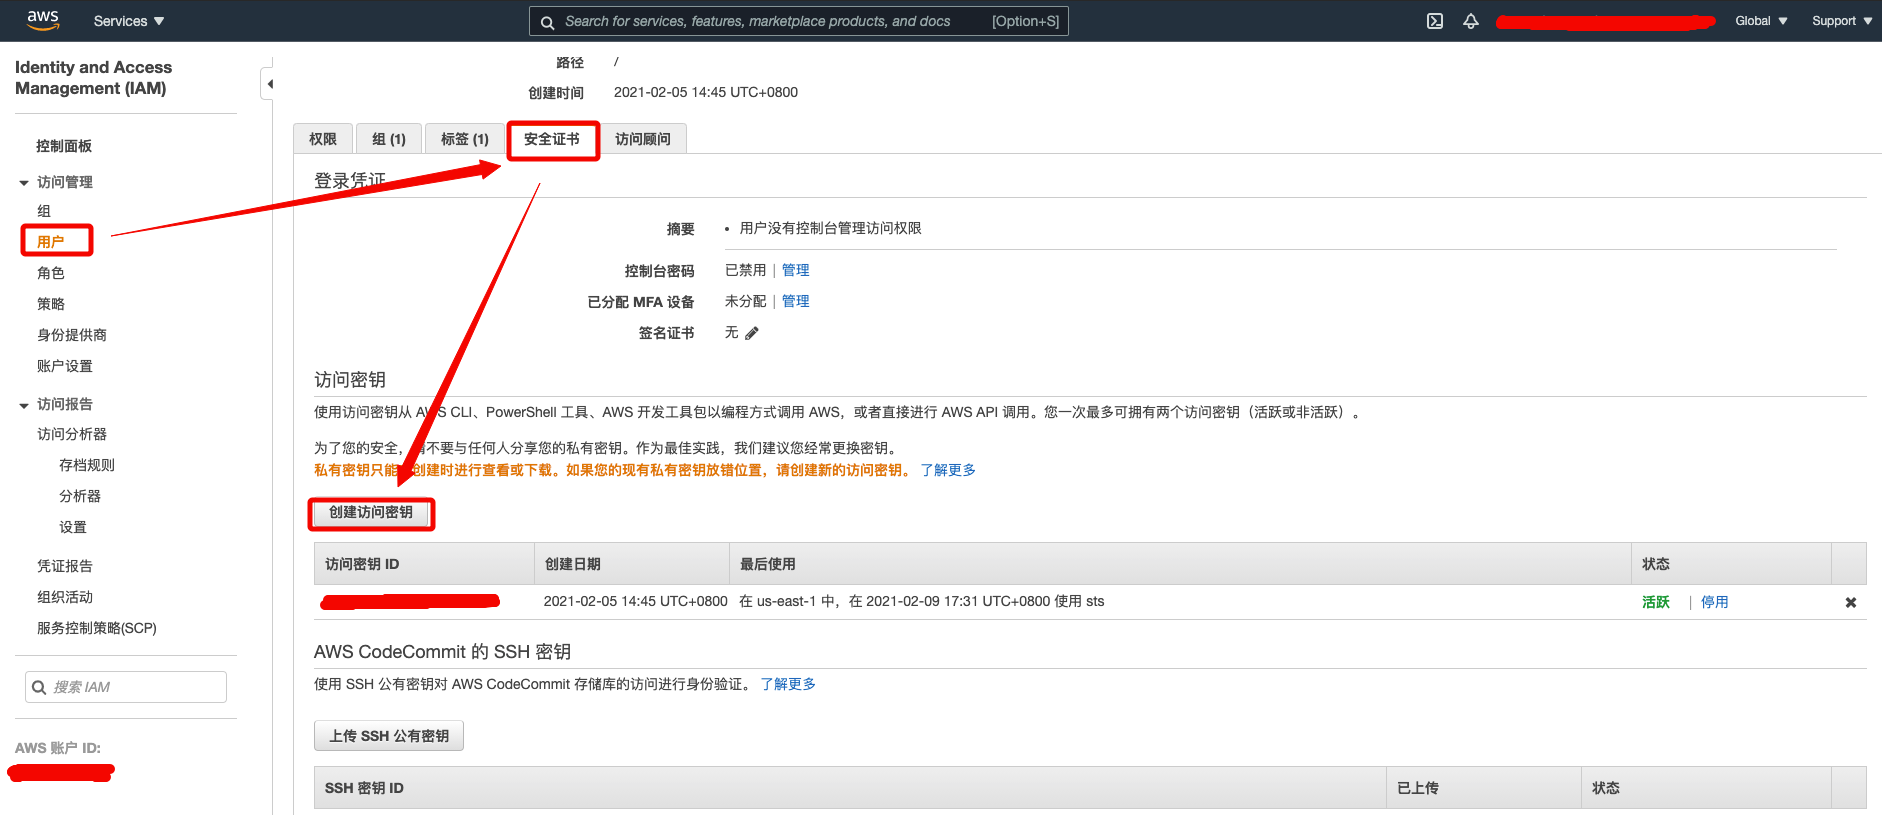 aws
Services
Search for services, features, marketplace products, and docs [Option+S]
Global
Support
Identity and Access
Management (IAM)
控制面板
访问管理
组
用户
角色
策略
身份提供商
账户设置
访问报告
访问分析器
存档规则
分析器
设置
凭证报告
组织活动
服务控制策略(SCP)
搜索 IAM
AWS 账户 ID:
路径 /
创建时间 2021-02-05 14:45 UTC+0800
权限 组 (1) 标签 (1) 安全证书 访问顾问
登录凭证
摘要 • 用户没有控制台管理访问权限
控制台密码 已禁用 | 管理
已分配 MFA 设备 未分配 | 管理
签名证书 无
访问密钥
使用访问密钥从 AWS CLI、PowerShell 工具、AWS 开发工具包以编程方式调用 AWS，或者直接进行 AWS API 调用。您一次最多可拥有两个访问密钥（活跃或非活跃）。
为了您的安全，请不要与任何人分享您的私有密钥。作为最佳实践，我们建议您经常更换密钥。
私有密钥只能 创建时进行查看或下载。如果您的现有私有密钥放错位置，请创建新的访问密钥。 了解更多
创建访问密钥
访问密钥 ID 创建日期 最后使用 状态
2021-02-05 14:45 UTC+0800 在 us-east-1 中，在 2021-02-09 17:31 UTC+0800 使用 sts 活跃 | 停用
AWS CodeCommit 的 SSH 密钥
使用 SSH 公有密钥对 AWS CodeCommit 存储库的访问进行身份验证。 了解更多
上传 SSH 公有密钥
SSH 密钥 ID 已上传 状态